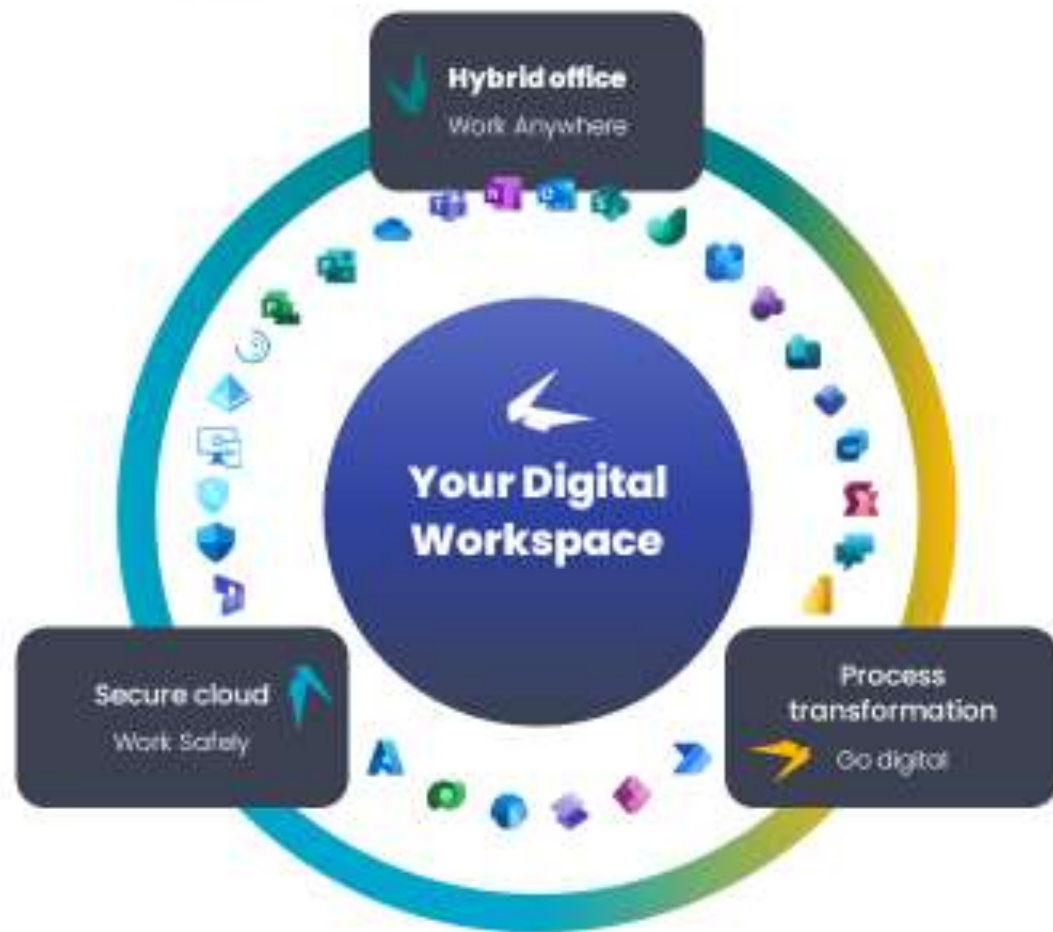 Hybrid office
Work Anywhere
Your Digital
Workspace
Secure cloud
Work Safely
Process
transformation
Go digital